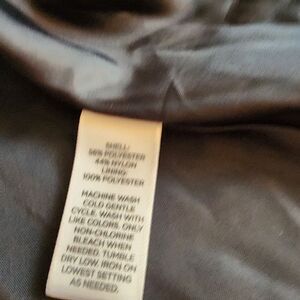 SHELL:
56% POLYESTER
44% NYLON
LINING:
100% POLYESTER
MACHINE WASH
COLD GENTLE
CYCLE. WASH WITH
LIKE COLORS. ONLY
NON-CHLORINE
BLEACH WHEN
NEEDED. TUMBLE
DRY LOW. IRON ON
LOWEST SETTING
AS NEEDED.